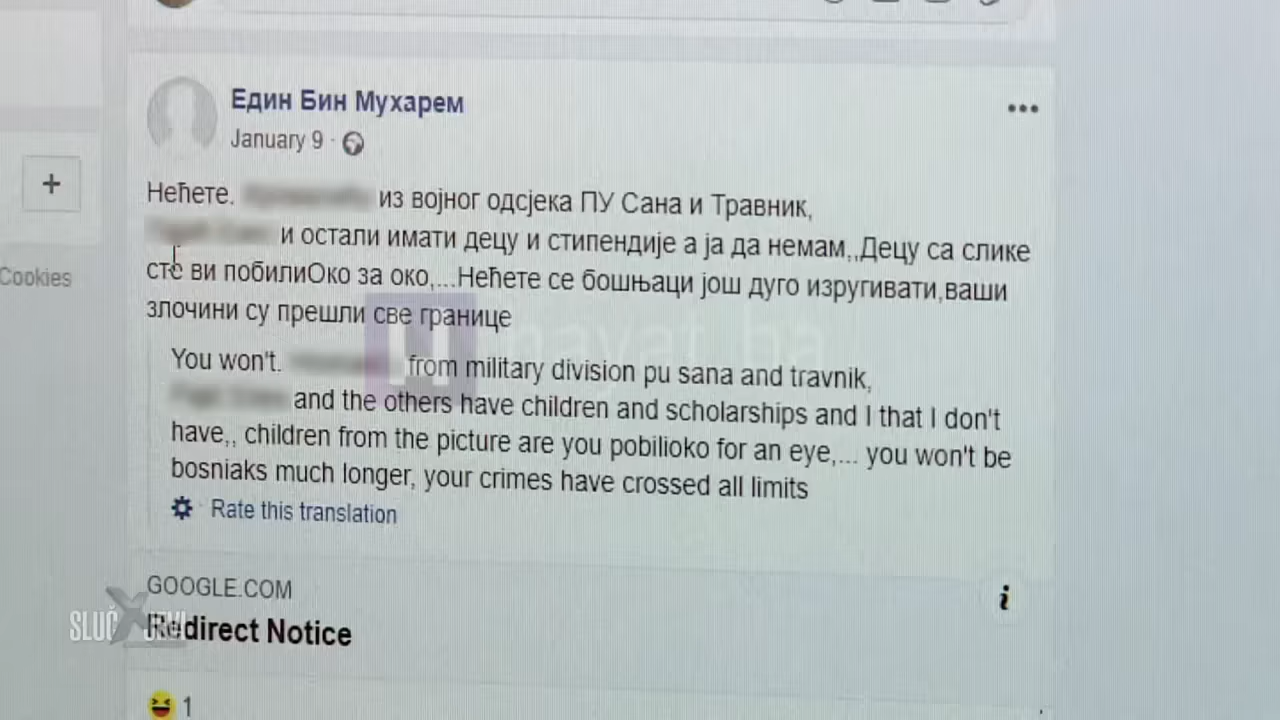 Един Бин Мухарем
January 9 ·
Нећете. из војног одсјека ПУ Сана и Травник,
и остали имати децу и стипендије а ја да немам,,Децу са слике
сте ви побилиОко за око,...Нећете се бошњаци још дуго изругивати,ваши
злочини су прешли све границе
hayat.ba
You won't. from military division pu sana and travnik,
and the others have children and scholarships and I that I don't
have,, children from the picture are you pobilioko for an eye,... you won't be
bosniaks much longer, your crimes have crossed all limits
Rate this translation
Cookies
GOOGLE.COM
Redirect Notice
SLUČAJEVI X
1